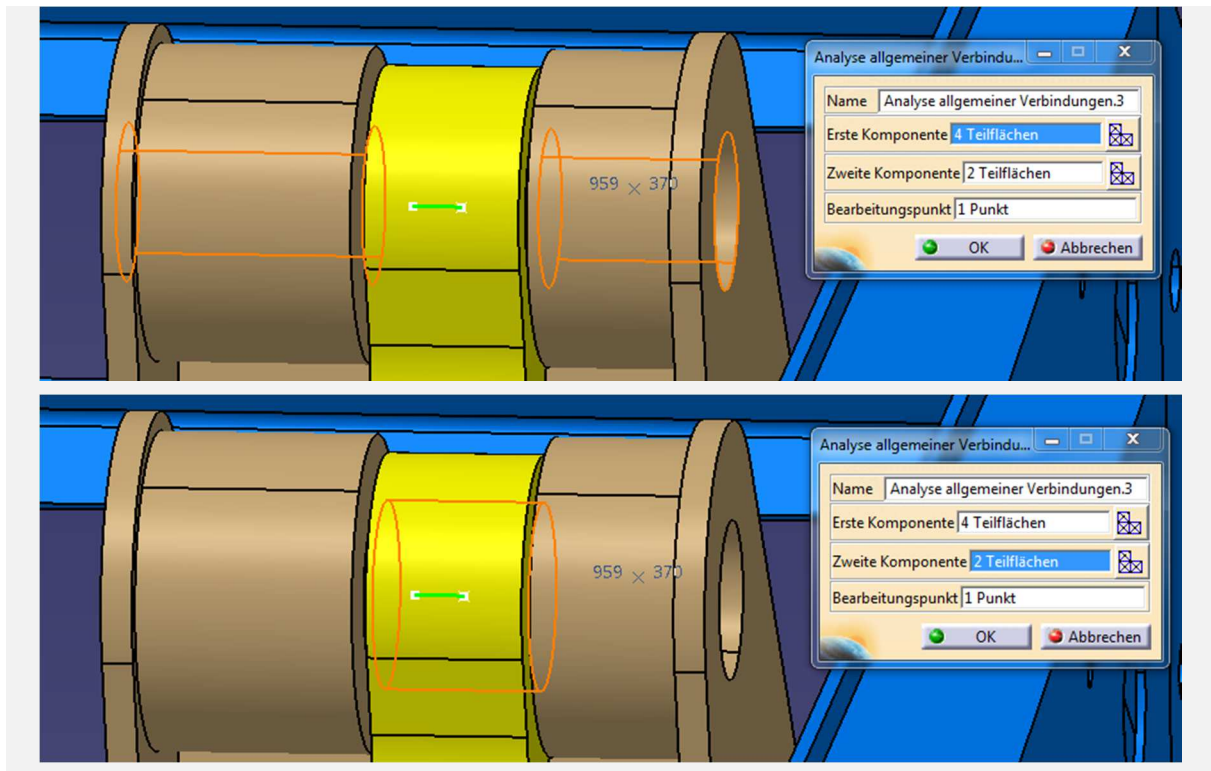 Analyse allgemeiner Verbindu...
Name Analyse allgemeiner Verbindungen.3
Erste Komponente 4 Teilflächen
Zweite Komponente 2 Teilflächen
Bearbeitungspunkt 1 Punkt
OK Abbrechen
959 × 370
Analyse allgemeiner Verbindu...
Name Analyse allgemeiner Verbindungen.3
Erste Komponente 4 Teilflächen
Zweite Komponente 2 Teilflächen
Bearbeitungspunkt 1 Punkt
OK Abbrechen
959 × 370